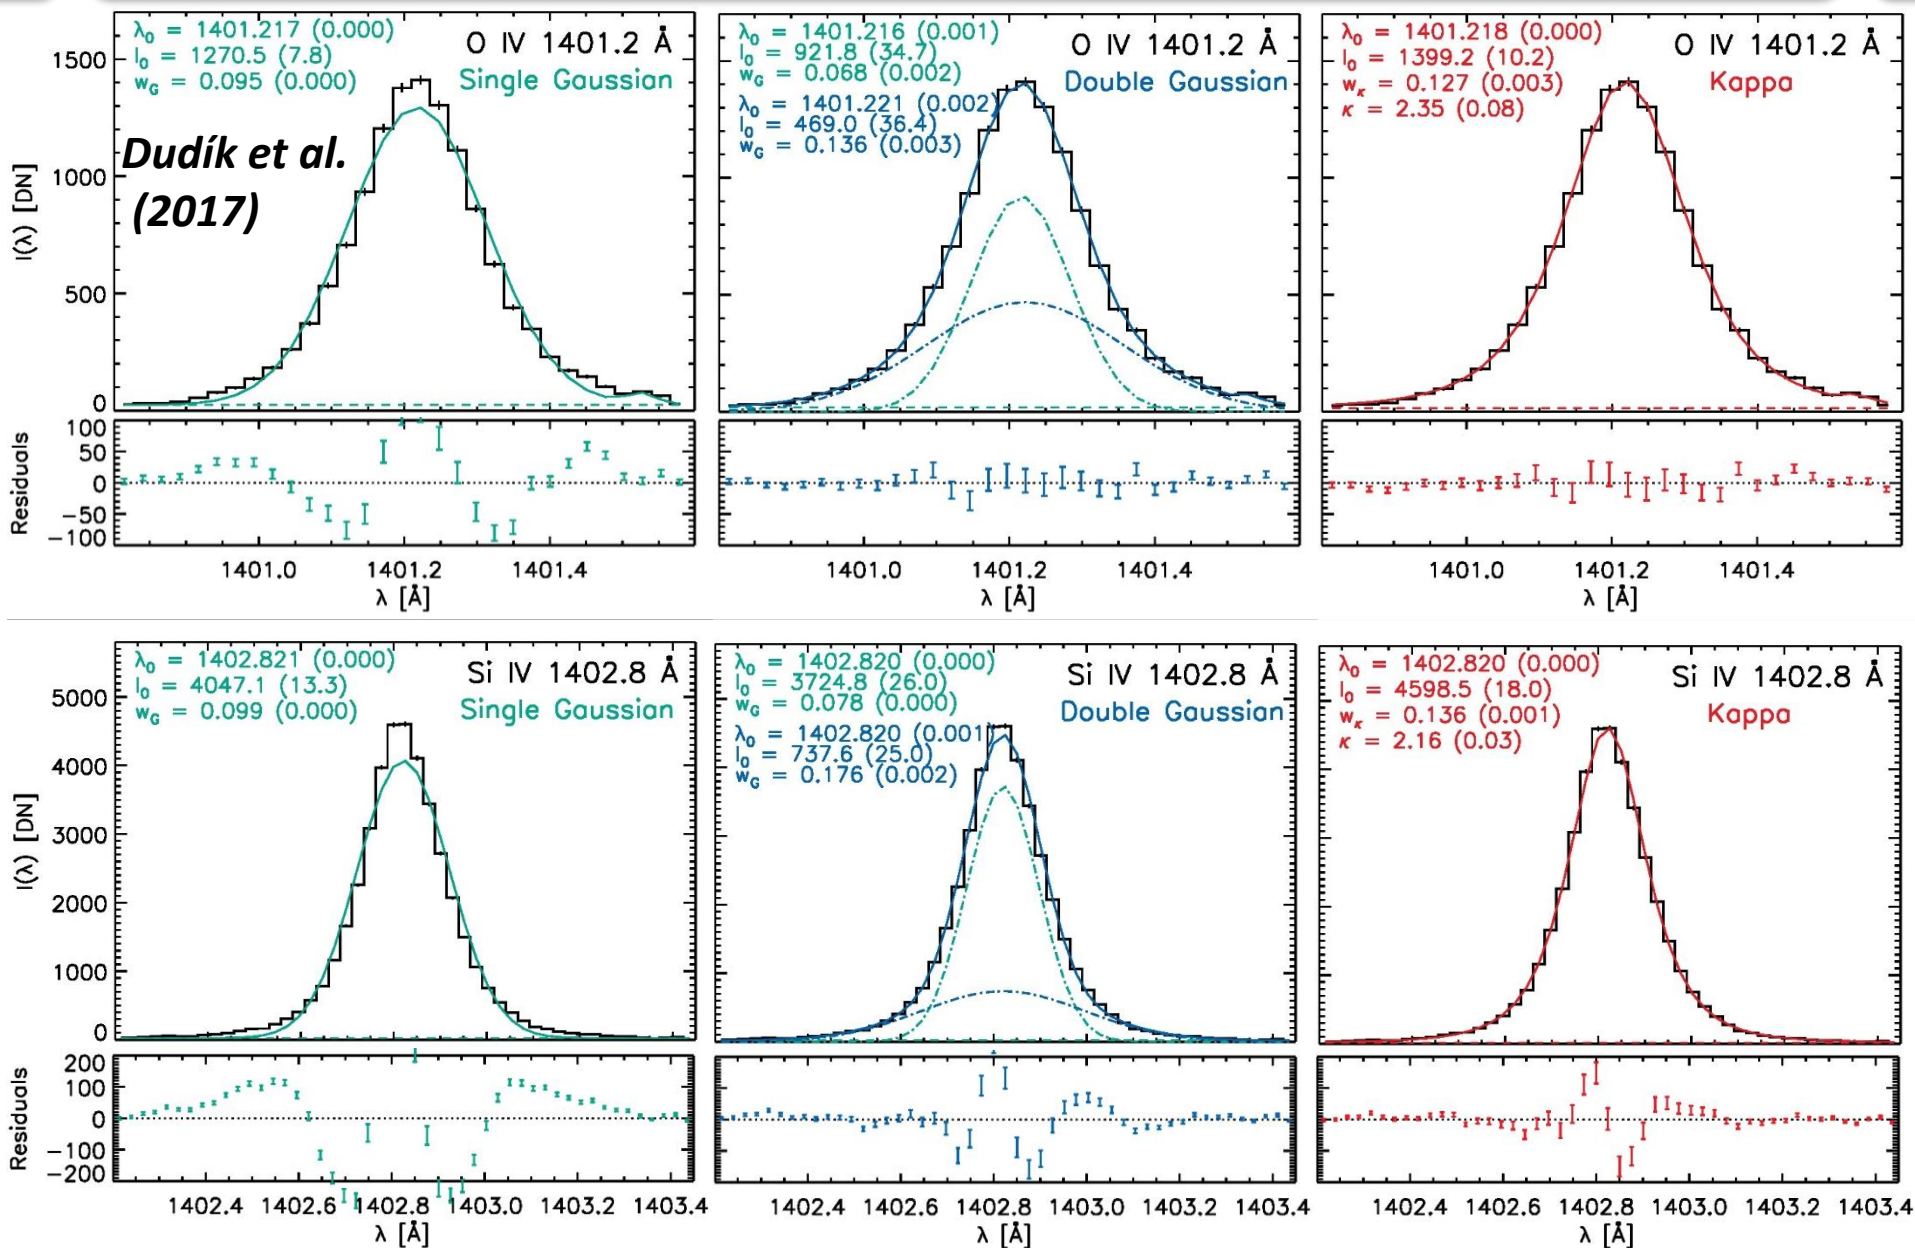 λ₀ = 1401.217 (0.000)
I₀ = 1270.5 (7.8)
w_G = 0.095 (0.000)
O IV 1401.2 Å
Single Gaussian
Dudík et al.
(2017)
I(λ) [DN]
1500
1000
500
0
Residuals
100
50
0
−50
−100
1401.0 1401.2 1401.4
λ [Å]
λ₀ = 1401.216 (0.001)
I₀ = 921.8 (34.7)
w_G = 0.068 (0.002)
λ₀ = 1401.221 (0.002)
I₀ = 469.0 (36.4)
w_G = 0.136 (0.003)
O IV 1401.2 Å
Double Gaussian
1401.0 1401.2 1401.4
λ [Å]
λ₀ = 1401.218 (0.000)
I₀ = 1399.2 (10.2)
w_κ = 0.127 (0.003)
κ = 2.35 (0.08)
O IV 1401.2 Å
Kappa
1401.0 1401.2 1401.4
λ [Å]
λ₀ = 1402.821 (0.000)
I₀ = 4047.1 (13.3)
w_G = 0.099 (0.000)
Si IV 1402.8 Å
Single Gaussian
I(λ) [DN]
5000
4000
3000
2000
1000
0
Residuals
200
100
0
−100
−200
1402.4 1402.6 1402.8 1403.0 1403.2 1403.4
λ [Å]
λ₀ = 1402.820 (0.000)
I₀ = 3724.8 (26.0)
w_G = 0.078 (0.000)
λ₀ = 1402.820 (0.001)
I₀ = 737.6 (25.0)
w_G = 0.176 (0.002)
Si IV 1402.8 Å
Double Gaussian
1402.4 1402.6 1402.8 1403.0 1403.2 1403.4
λ [Å]
λ₀ = 1402.820 (0.000)
I₀ = 4598.5 (18.0)
w_κ = 0.136 (0.001)
κ = 2.16 (0.03)
Si IV 1402.8 Å
Kappa
1402.4 1402.6 1402.8 1403.0 1403.2 1403.4
λ [Å]